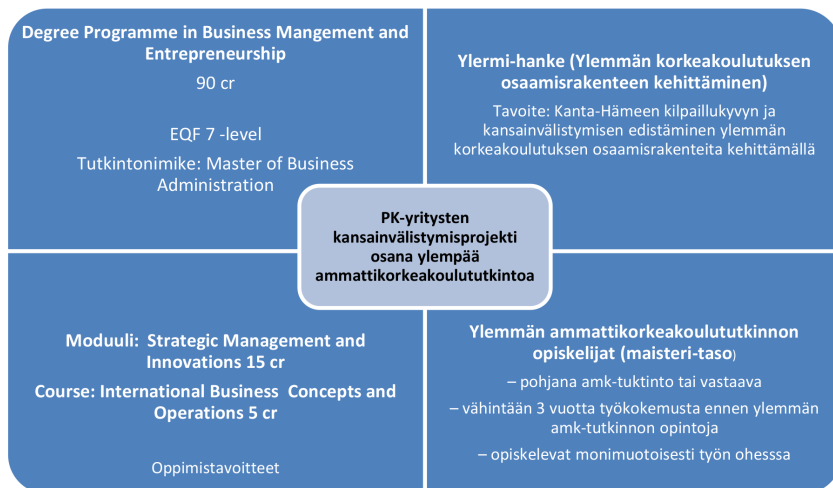 Degree Programme in Business Mangement and
Entrepreneurship
90 cr
EQF 7 -level
Tutkintonimike: Master of Business
Administration
Ylermi-hanke (Ylemmän korkeakoulutuksen
osaamisrakenteen kehittäminen)
Tavoite: Kanta-Hämeen kilpaillukyvyn ja
kansainvälistymisen edistäminen ylemmän
korkeakoulutuksen osaamisrakenteita kehittämällä
PK-yritysten
kansainvälistymisprojekti
osana ylempää
ammattikorkeakoulututkintoa
Moduuli: Strategic Management and
Innovations 15 cr
Course: International Business Concepts and
Operations 5 cr
Oppimistavoitteet
Ylemmän ammattikorkeakoulututkinnon
opiskelijat (maisteri-taso)
– pohjana amk-tuktinto tai vastaava
– vähintään 3 vuotta työkokemusta ennen ylemmän
amk-tutkinnon opintoja
– opiskelevat monimuotoisesti työn ohesssa